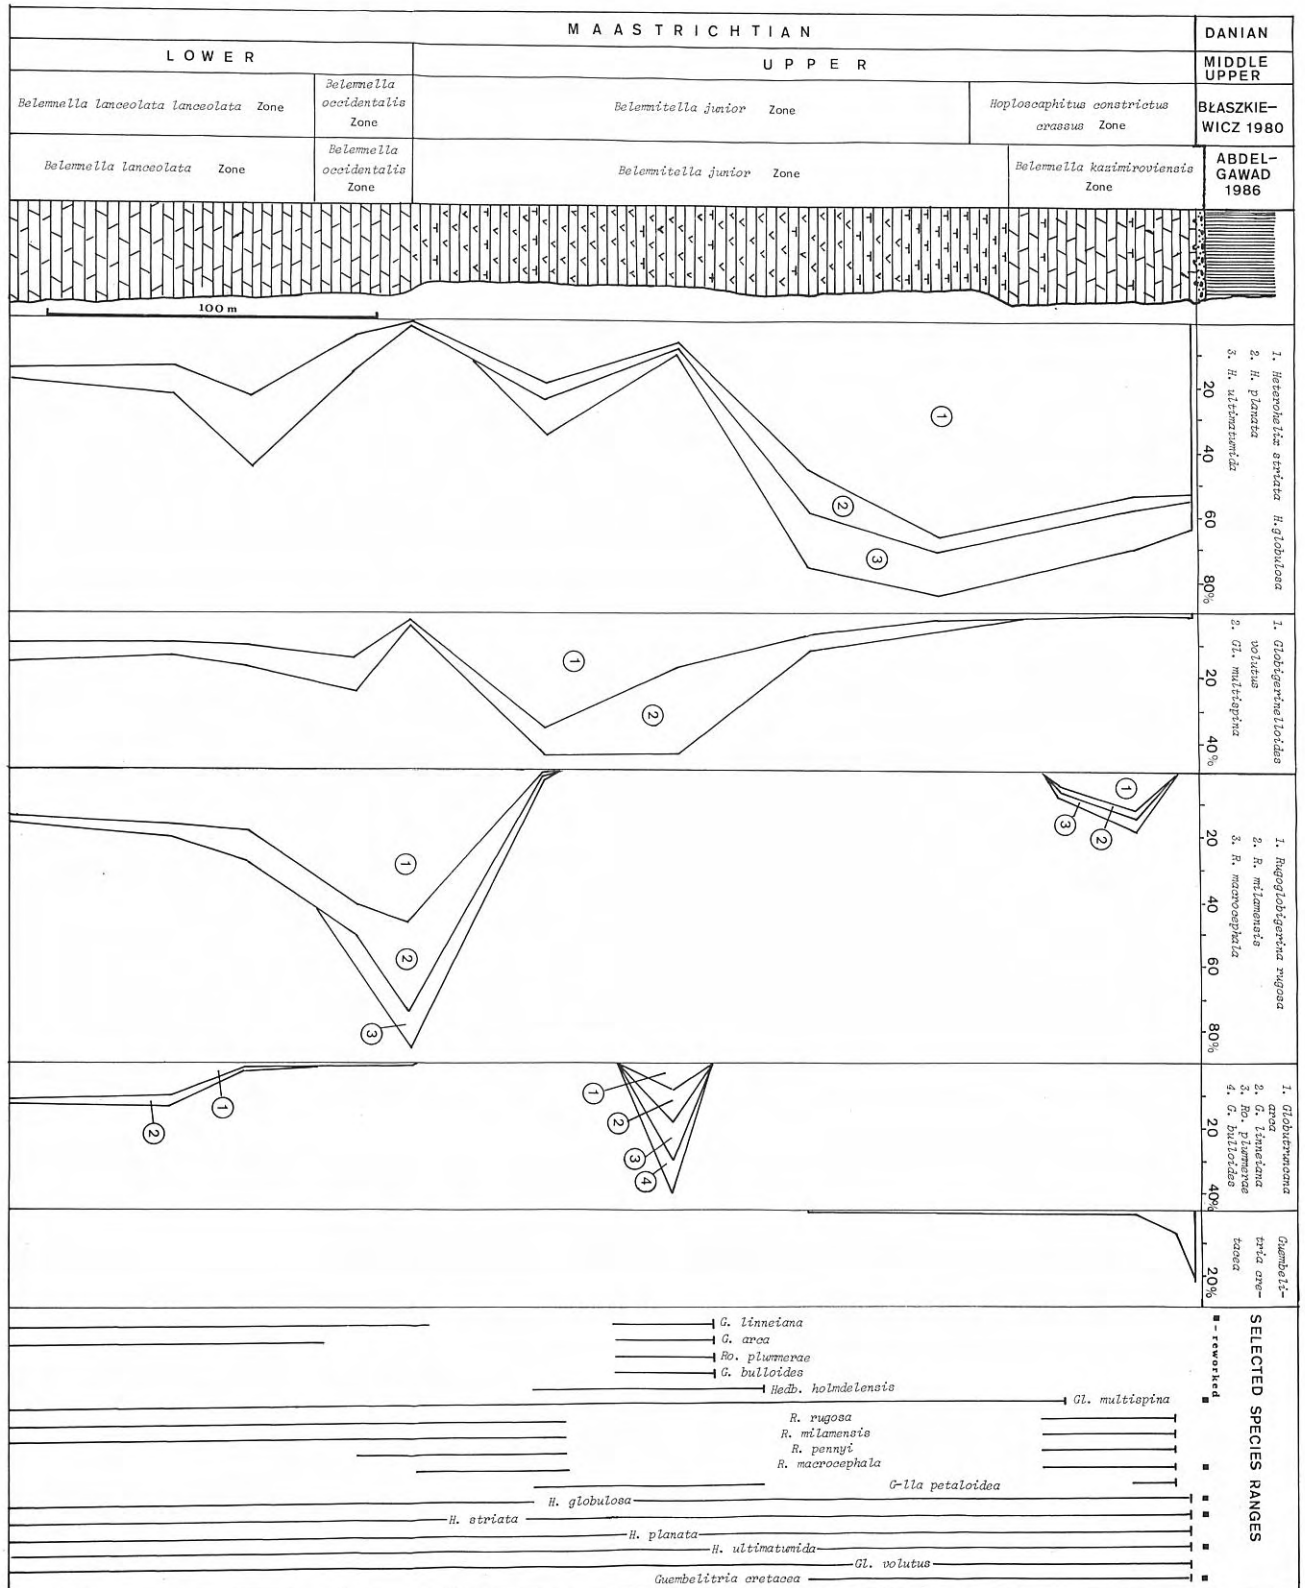 MAASTRICHTIAN
DANIAN
LOWER
UPPER
MIDDLE
UPPER
Belemnella lanceolata lanceolata Zone
Belemnella
occidentalis
Zone
Belemnitella junior Zone
Hoploscaphitus constrictus
crassus Zone
BŁASZKIE-
WICZ 1980
Belemnella lanceolata Zone
Belemnella
occidentalis
Zone
Belemnitella junior Zone
Belemnella kazimiroviensis
Zone
ABDEL-
GAWAD
1986
100 m
1. Heterohelix striata H.globulosa
2. H. planata
3. H. ultimatumida
20
40
60
80%
1
2
3
1. Globigerinelloides
volutus
2. Gl. multispina
20
40%
1
2
1. Rugoglobigerina rugosa
2. R. milamensis
3. R. macrocephala
20
40
60
80%
1
2
3
1
2
3
1. Globutruncana
arca
2. G. linneiana
3. Ro. plummerae
4. G. bulloides
20
40%
1
2
1
2
3
4
Guembeli-
tria cre-
tacea
20%
SELECTED SPECIES RANGES
■ - reworked
G. linneiana
G. arca
Ro. plummerae
G. bulloides
Hedb. holmdelensis
Gl. multispina
R. rugosa
R. milamensis
R. pennyi
R. macrocephala
G-lla petaloidea
H. globulosa
H. striata
H. planata
H. ultimatumida
Gl. volutus
Guembelitria cretacea